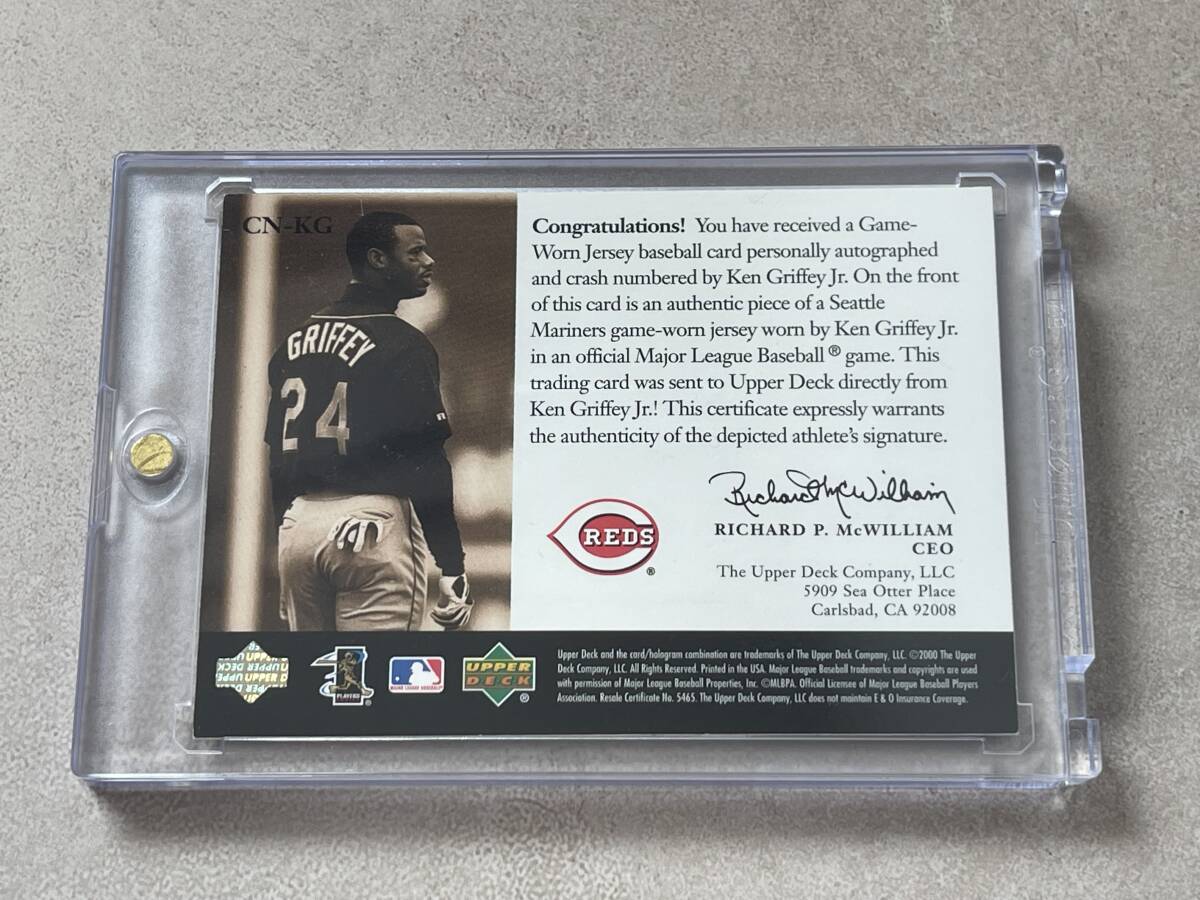 CN-KG
GRIFFEY
24
Congratulations! You have received a Game-
Worn Jersey baseball card personally autographed
and crash numbered by Ken Griffey Jr. On the front
of this card is an authentic piece of a Seattle
Mariners game-worn jersey worn by Ken Griffey Jr.
in an official Major League Baseball® game. This
trading card was sent to Upper Deck directly from
Ken Griffey Jr.! This certificate expressly warrants
the authenticity of the depicted athlete's signature.
Richard McWilliam
REDS®
RICHARD P. McWILLIAM
CEO
The Upper Deck Company, LLC
5909 Sea Otter Place
Carlsbad, CA 92008
UPPER DECK
PLAYERS
MAJOR LEAGUE BASEBALL
UPPER
DECK®
Upper Deck and the card/hologram combination are trademarks of The Upper Deck Company, LLC. ©2000 The Upper
Deck Company, LLC. All Rights Reserved. Printed in the USA. Major League Baseball trademarks and copyrights are used
with permission of Major League Baseball Properties, Inc. ©MLBPA. Official Licensee of Major League Baseball Players
Association. Resale Certificate No. 5465. The Upper Deck Company, LLC does not maintain E & O Insurance Coverage.